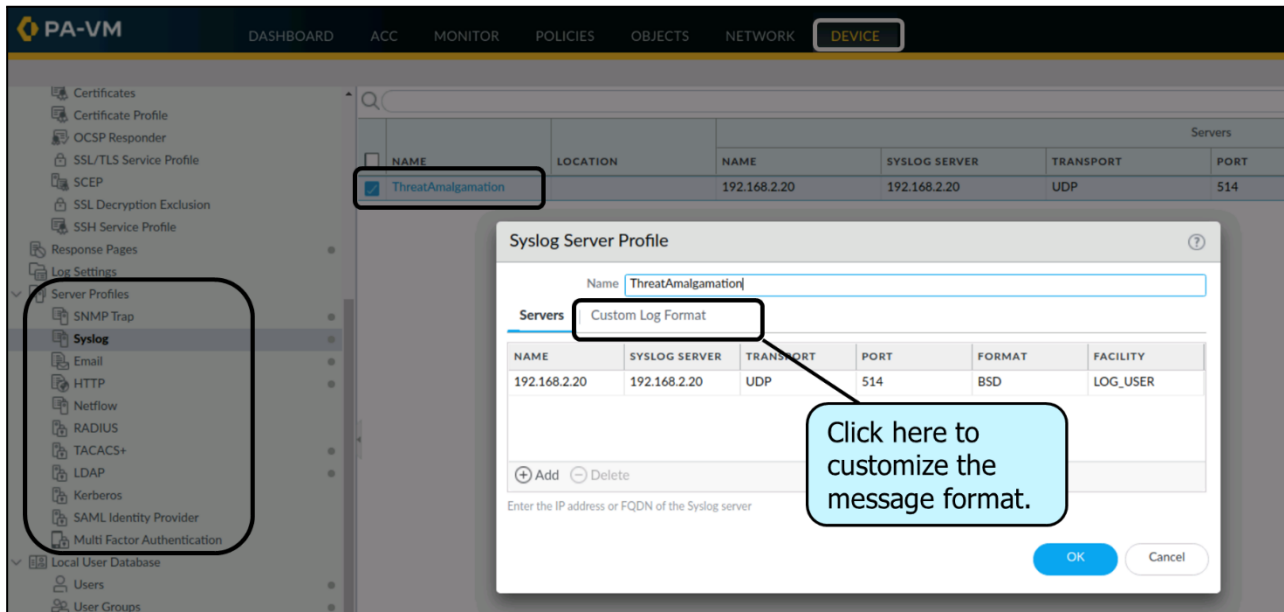 PA-VM
DASHBOARD ACC MONITOR POLICIES OBJECTS NETWORK DEVICE
Certificates
Certificate Profile
OCSP Responder
SSL/TLS Service Profile
SCEP
SSL Decryption Exclusion
SSH Service Profile
Response Pages
Log Settings
Server Profiles
SNMP Trap
Syslog
Email
HTTP
Netflow
RADIUS
TACACS+
LDAP
Kerberos
SAML Identity Provider
Multi Factor Authentication
Local User Database
Users
User Groups
Servers
NAME LOCATION NAME SYSLOG SERVER TRANSPORT PORT
ThreatAmalgamation 192.168.2.20 192.168.2.20 UDP 514
Syslog Server Profile
Name ThreatAmalgamation
Servers Custom Log Format
NAME SYSLOG SERVER TRANSPORT PORT FORMAT FACILITY
192.168.2.20 192.168.2.20 UDP 514 BSD LOG_USER
Click here to
customize the
message format.
Add Delete
Enter the IP address or FQDN of the Syslog server
OK Cancel